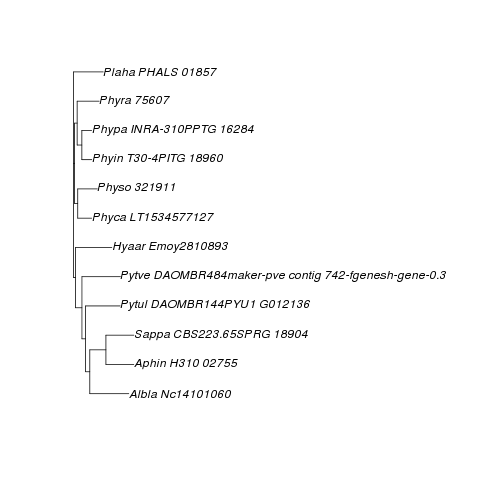 Plaha PHALS 01857
Phyra 75607
Phypa INRA-310PPTG 16284
Phyin T30-4PITG 18960
Physo 321911
Phyca LT1534577127
Hyaar Emoy2810893
Pytve DAOMBR484maker-pve contig 742-fgenesh-gene-0.3
Pytul DAOMBR144PYU1 G012136
Sappa CBS223.65SPRG 18904
Aphin H310 02755
Albla Nc14101060